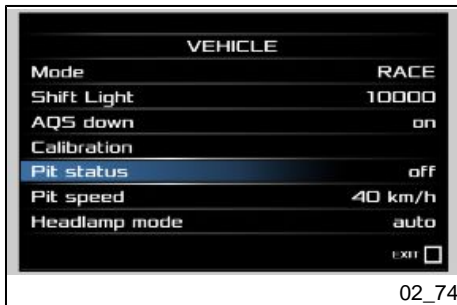 VEHICLE
Mode RACE
Shift Light 10000
AQS down on
Calibration
Pit status off
Pit speed 40 km/h
Headlamp mode auto
EXIT
02_74